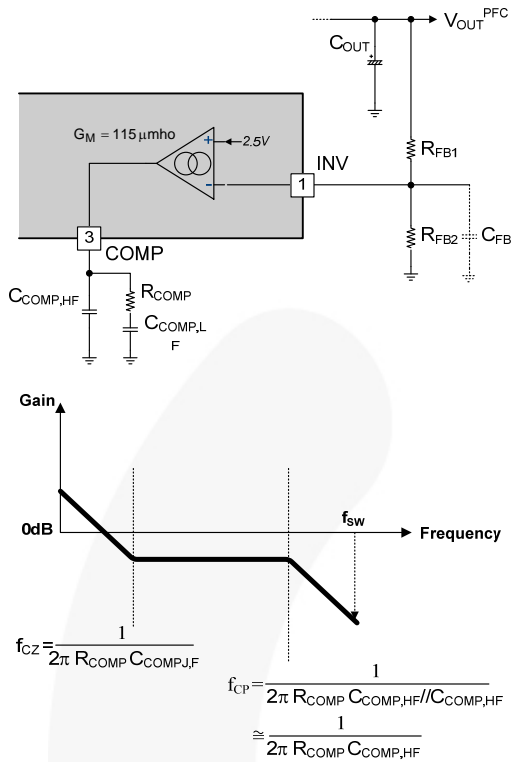 V_OUT^PFC
C_OUT
+
G_M = 115 µmho
+
2.5V
−
INV
1
R_FB1
R_FB2
C_FB
3
COMP
C_COMP,HF
R_COMP
C_COMP,L
F
Gain
0dB
f_SW
Frequency
f_CZ = 1 / 2π R_COMP C_COMPJ,F
f_CP = 1 / 2π R_COMP C_COMP,HF//C_COMP,HF
≅ 1 / 2π R_COMP C_COMP,HF